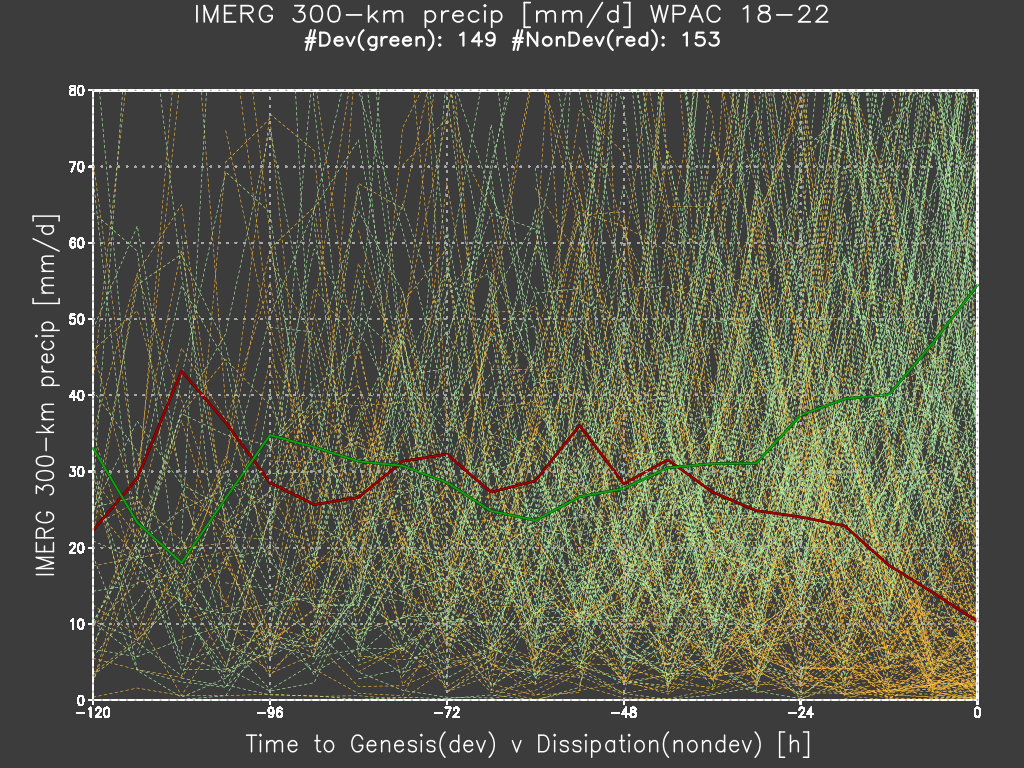 IMERG 300-km precip [mm/d] WPAC 18-22
#Dev(green): 149 #NonDev(red): 153
80
70
60
50
40
30
20
10
0
IMERG 300-km precip [mm/d]
-120 -96 -72 -48 -24 0
Time to Genesis(dev) v Dissipation(nondev) [h]